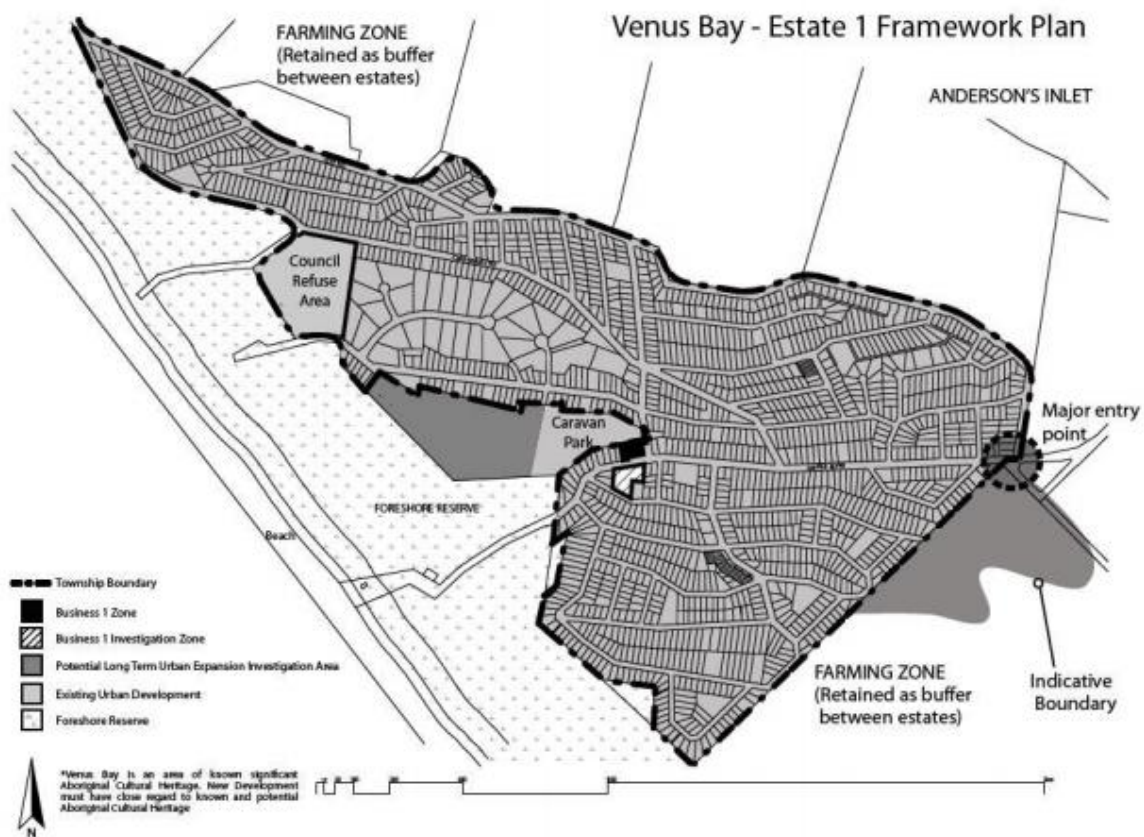 Venus Bay - Estate 1 Framework Plan
FARMING ZONE
(Retained as buffer
between estates)
ANDERSON'S INLET
Council
Refuse
Area
Major entry
point
Caravan
Park
FORESHORE RESERVE
Beach
Township Boundary
Business 1 Zone
Business 1 Investigation Zone
Potential Long Term Urban Expansion Investigation Area
Existing Urban Development
Foreshore Reserve
FARMING ZONE
(Retained as buffer
between estates)
Indicative
Boundary
*Venus Bay is an area of known significant
Aboriginal Cultural Heritage. New Development
must have close regard to known and potential
Aboriginal Cultural Heritage
N